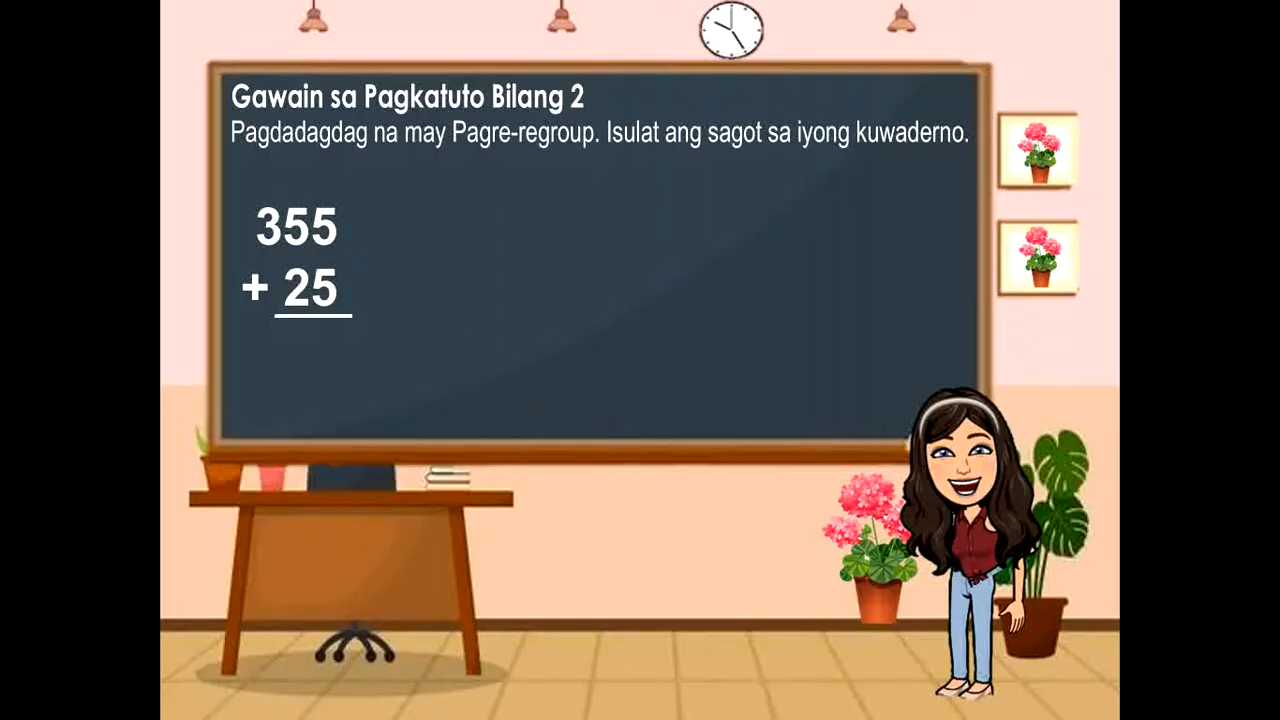 Gawain sa Pagkatuto Bilang 2
Pagdadagdag na may Pagre-regroup. Isulat ang sagot sa iyong kuwaderno.
355
+ 25